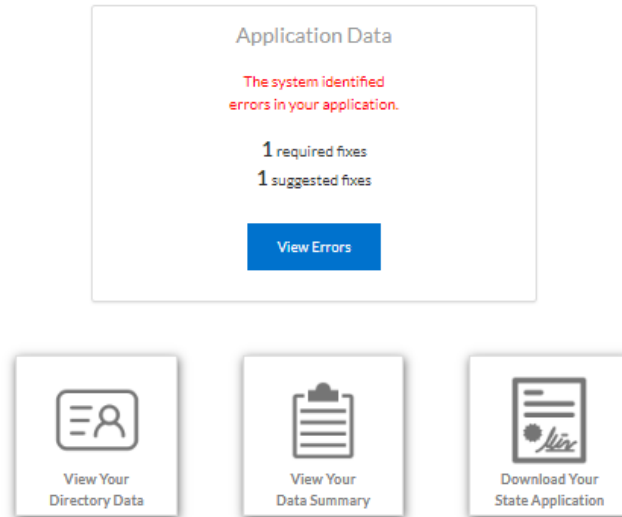 Application Data
The system identified
errors in your application.
1 required fixes
1 suggested fixes
View Errors
View Your
Directory Data
View Your
Data Summary
Download Your
State Application